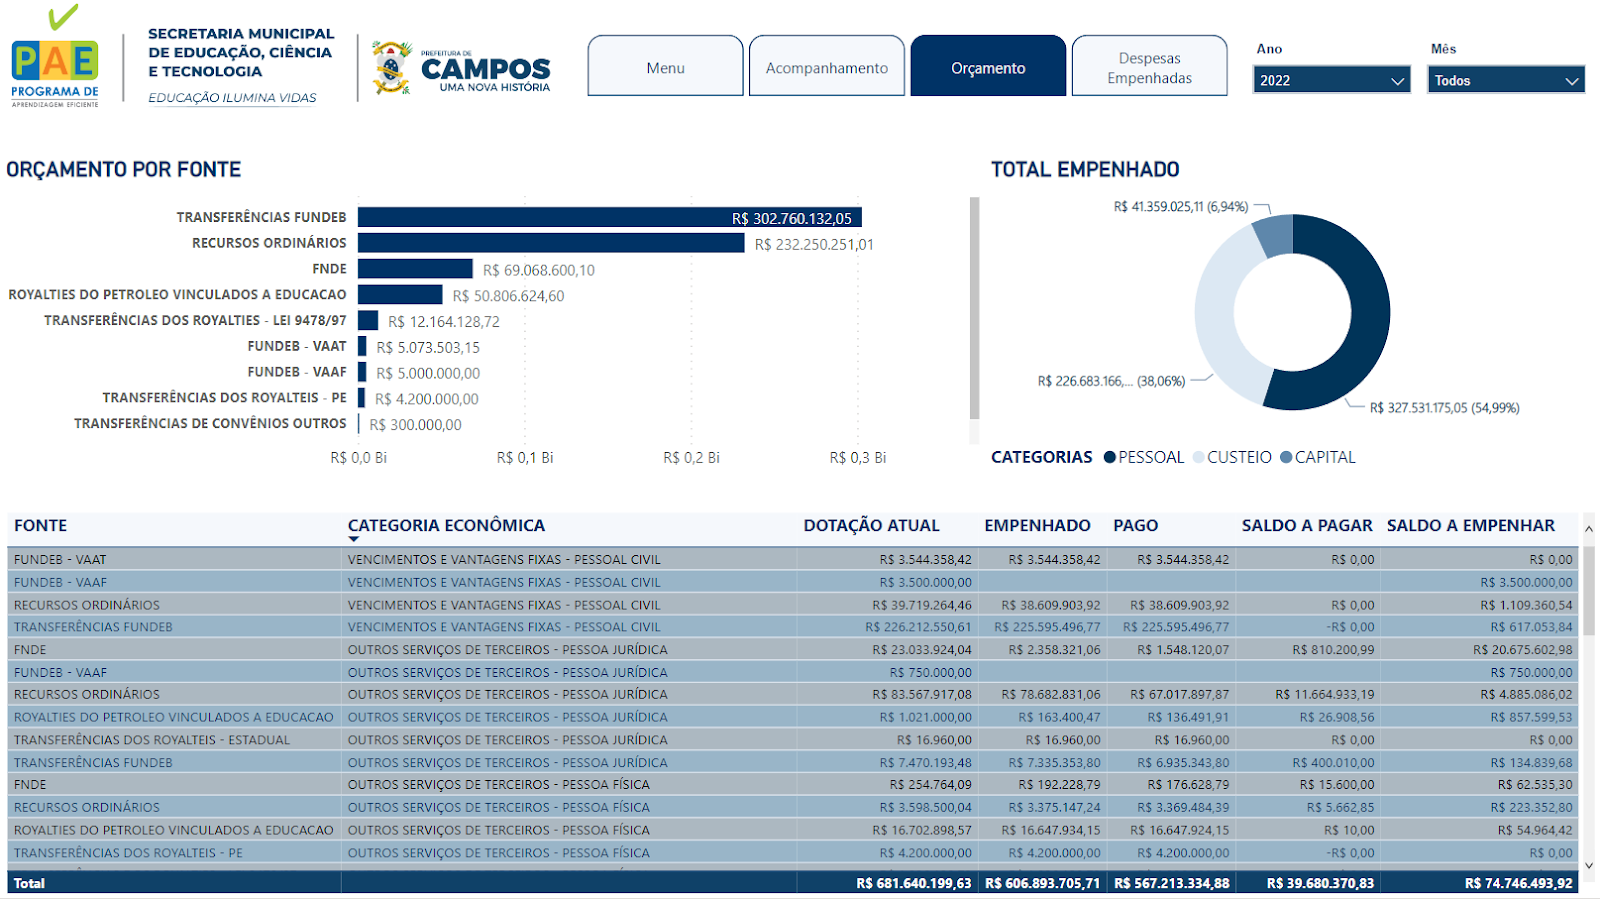 PAE
PROGRAMA DE
APRENDIZAGEM EFICIENTE
SECRETARIA MUNICIPAL
DE EDUCAÇÃO, CIÊNCIA
E TECNOLOGIA
EDUCAÇÃO ILUMINA VIDAS
PREFEITURA DE
CAMPOS
UMA NOVA HISTÓRIA
Menu
Acompanhamento
Orçamento
Despesas
Empenhadas
Ano
2022
Mês
Todos
ORÇAMENTO POR FONTE
TRANSFERÊNCIAS FUNDEB R$ 302.760.132,05
RECURSOS ORDINÁRIOS R$ 232.250.251,01
FNDE R$ 69.068.600,10
ROYALTIES DO PETROLEO VINCULADOS A EDUCACAO R$ 50.806.624,60
TRANSFERÊNCIAS DOS ROYALTIES - LEI 9478/97 R$ 12.164.128,72
FUNDEB - VAAT R$ 5.073.503,15
FUNDEB - VAAF R$ 5.000.000,00
TRANSFERÊNCIAS DOS ROYALTEIS - PE R$ 4.200.000,00
TRANSFERÊNCIAS DE CONVÊNIOS OUTROS R$ 300.000,00
R$ 0,0 Bi R$ 0,1 Bi R$ 0,2 Bi R$ 0,3 Bi
TOTAL EMPENHADO
R$ 41.359.025,11 (6,94%)
R$ 226.683.166,... (38,06%)
R$ 327.531.175,05 (54,99%)
CATEGORIAS PESSOAL CUSTEIO CAPITAL
FONTE CATEGORIA ECONÔMICA DOTAÇÃO ATUAL EMPENHADO PAGO SALDO A PAGAR SALDO A EMPENHAR
FUNDEB - VAAT VENCIMENTOS E VANTAGENS FIXAS - PESSOAL CIVIL R$ 3.544.358,42 R$ 3.544.358,42 R$ 3.544.358,42 R$ 0,00 R$ 0,00
FUNDEB - VAAF VENCIMENTOS E VANTAGENS FIXAS - PESSOAL CIVIL R$ 3.500.000,00 R$ 3.500.000,00
RECURSOS ORDINÁRIOS VENCIMENTOS E VANTAGENS FIXAS - PESSOAL CIVIL R$ 39.719.264,46 R$ 38.609.903,92 R$ 38.609.903,92 R$ 0,00 R$ 1.109.360,54
TRANSFERÊNCIAS FUNDEB VENCIMENTOS E VANTAGENS FIXAS - PESSOAL CIVIL R$ 226.212.550,61 R$ 225.595.496,77 R$ 225.595.496,77 -R$ 0,00 R$ 617.053,84
FNDE OUTROS SERVIÇOS DE TERCEIROS - PESSOA JURÍDICA R$ 23.033.924,04 R$ 2.358.321,06 R$ 1.548.120,07 R$ 810.200,99 R$ 20.675.602,98
FUNDEB - VAAF OUTROS SERVIÇOS DE TERCEIROS - PESSOA JURÍDICA R$ 750.000,00 R$ 750.000,00
RECURSOS ORDINÁRIOS OUTROS SERVIÇOS DE TERCEIROS - PESSOA JURÍDICA R$ 83.567.917,08 R$ 78.682.831,06 R$ 67.017.897,87 R$ 11.664.933,19 R$ 4.885.086,02
ROYALTIES DO PETROLEO VINCULADOS A EDUCACAO OUTROS SERVIÇOS DE TERCEIROS - PESSOA JURÍDICA R$ 1.021.000,00 R$ 163.400,47 R$ 136.491,91 R$ 26.908,56 R$ 857.599,53
TRANSFERÊNCIAS DOS ROYALTEIS - ESTADUAL OUTROS SERVIÇOS DE TERCEIROS - PESSOA JURÍDICA R$ 16.960,00 R$ 16.960,00 R$ 16.960,00 R$ 0,00 R$ 0,00
TRANSFERÊNCIAS FUNDEB OUTROS SERVIÇOS DE TERCEIROS - PESSOA JURÍDICA R$ 7.470.193,48 R$ 7.335.353,80 R$ 6.935.343,80 R$ 400.010,00 R$ 134.839,68
FNDE OUTROS SERVIÇOS DE TERCEIROS - PESSOA FÍSICA R$ 254.764,09 R$ 192.228,79 R$ 176.628,79 R$ 15.600,00 R$ 62.535,30
RECURSOS ORDINÁRIOS OUTROS SERVIÇOS DE TERCEIROS - PESSOA FÍSICA R$ 3.598.500,04 R$ 3.375.147,24 R$ 3.369.484,39 R$ 5.662,85 R$ 223.352,80
ROYALTIES DO PETROLEO VINCULADOS A EDUCACAO OUTROS SERVIÇOS DE TERCEIROS - PESSOA FÍSICA R$ 16.702.898,57 R$ 16.647.934,15 R$ 16.647.924,15 R$ 10,00 R$ 54.964,42
TRANSFERÊNCIAS DOS ROYALTEIS - PE OUTROS SERVIÇOS DE TERCEIROS - PESSOA FÍSICA R$ 4.200.000,00 R$ 4.200.000,00 R$ 4.200.000,00 -R$ 0,00 R$ 0,00
Total R$ 681.640.199,63 R$ 606.893.705,71 R$ 567.213.334,88 R$ 39.680.370,83 R$ 74.746.493,92